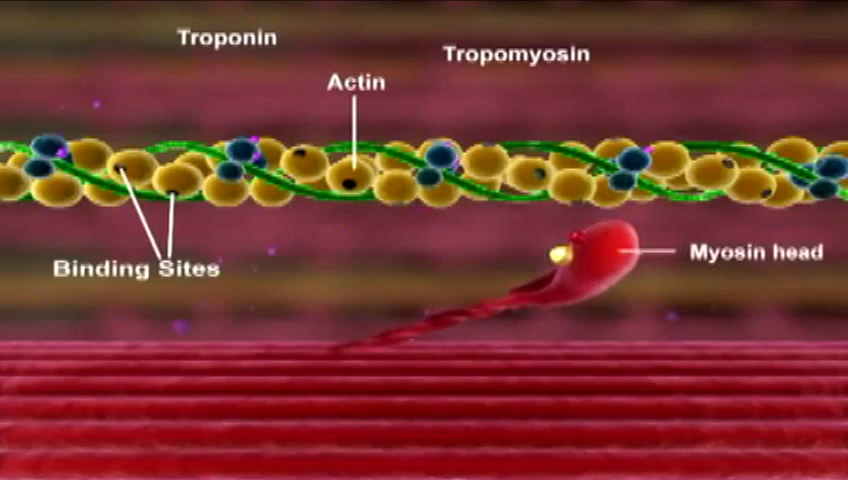 Troponin
Tropomyosin
Actin
Myosin head
Binding Sites